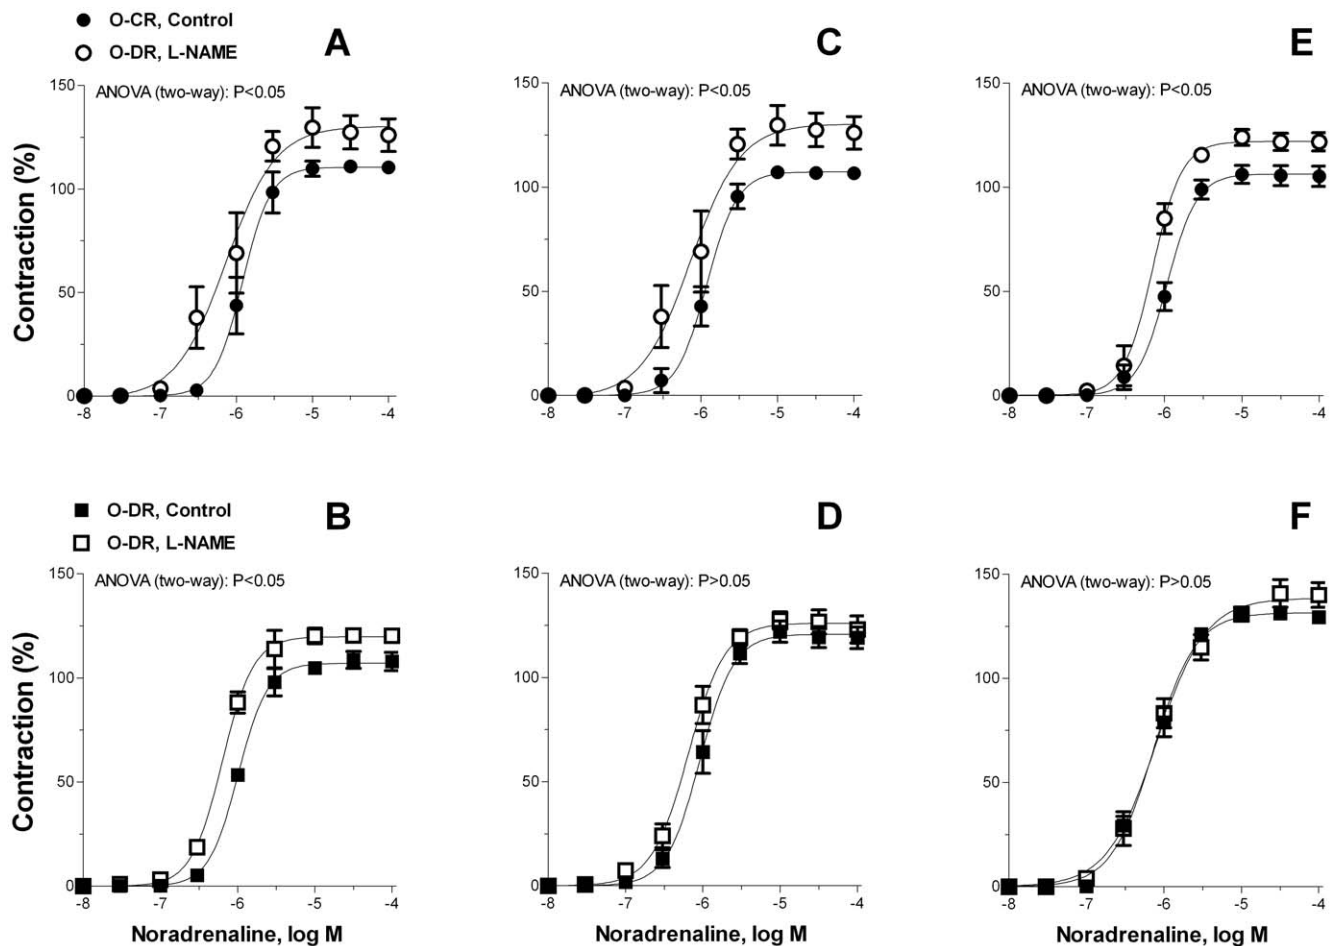 O-CR, Control
O-DR, L-NAME
A
ANOVA (two-way): P<0.05
150
100
50
0
-8 -7 -6 -5 -4
Contraction (%)
C
ANOVA (two-way): P<0.05
150
100
50
0
-8 -7 -6 -5 -4
E
ANOVA (two-way): P<0.05
150
100
50
0
-8 -7 -6 -5 -4
O-DR, Control
O-DR, L-NAME
B
ANOVA (two-way): P<0.05
150
100
50
0
-8 -7 -6 -5 -4
Contraction (%)
Noradrenaline, log M
D
ANOVA (two-way): P>0.05
150
100
50
0
-8 -7 -6 -5 -4
Noradrenaline, log M
F
ANOVA (two-way): P>0.05
150
100
50
0
-8 -7 -6 -5 -4
Noradrenaline, log M